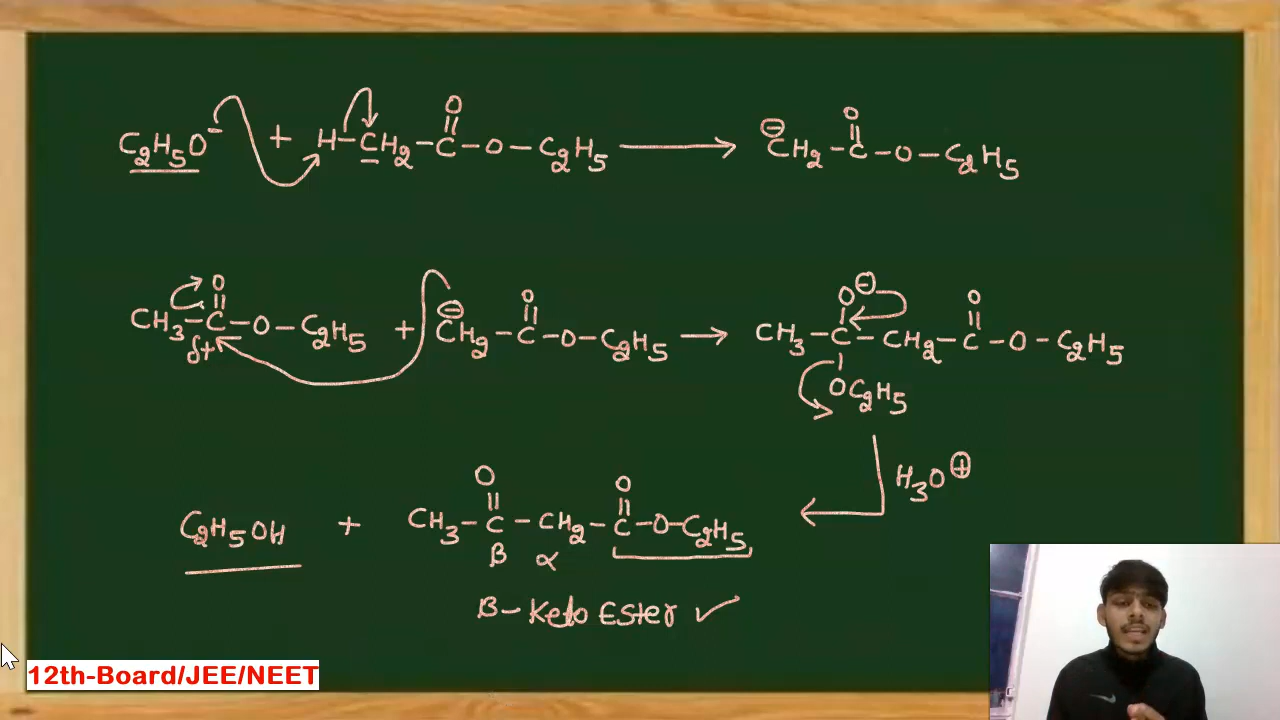 C2H5O⁻ + H-CH2-C(=O)-O-C2H5 ⟶ ⊖CH2-C(=O)-O-C2H5
CH3-C(=O)-O-C2H5 + ⊖CH2-C(=O)-O-C2H5 → CH3-C(O⊖)(OC2H5)-CH2-C(=O)-O-C2H5
δ+
H3O⊕
C2H5OH + CH3-C(=O)-CH2-C(=O)-O-C2H5
β α
B-Keto Ester ✓
12th-Board/JEE/NEET